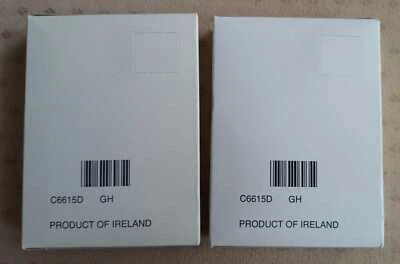 C6615D GH
PRODUCT OF IRELAND
C6615D GH
PRODUCT OF IRELAND